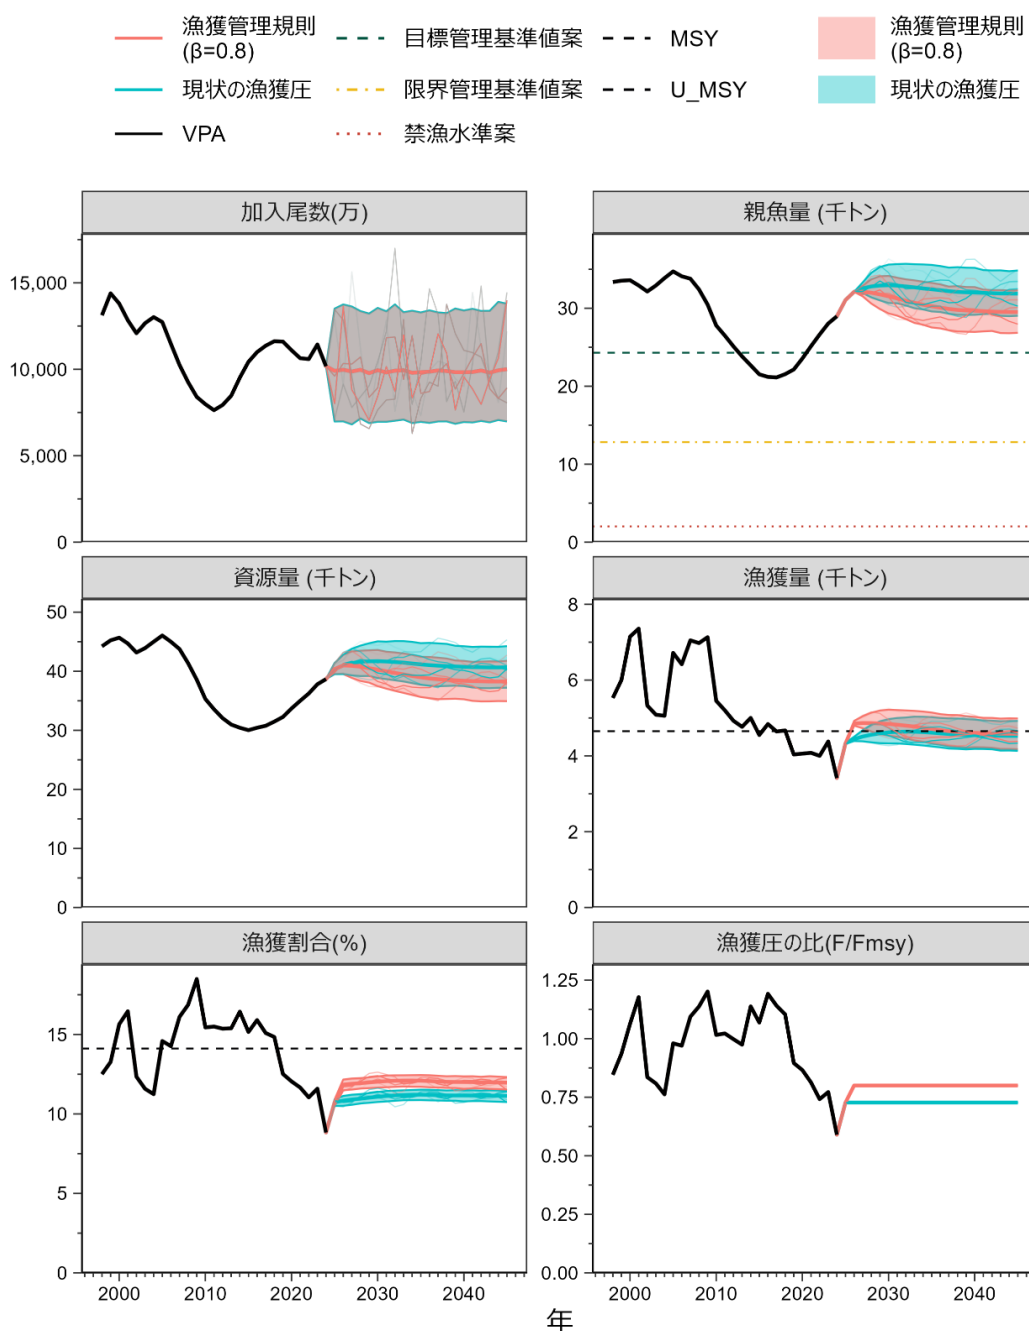 漁獲管理規則
(β=0.8)
目標管理基準値案
MSY
漁獲管理規則
(β=0.8)
現状の漁獲圧
限界管理基準値案
U_MSY
現状の漁獲圧
VPA
禁漁水準案
加入尾数(万)
15,000
10,000
5,000
0
親魚量 (千トン)
30
20
10
0
資源量 (千トン)
50
40
30
20
10
0
漁獲量 (千トン)
8
6
4
2
0
漁獲割合(%)
15
10
5
0
2000 2010 2020 2030 2040
漁獲圧の比(F/Fmsy)
1.25
1.00
0.75
0.50
0.25
0.00
2000 2010 2020 2030 2040
年